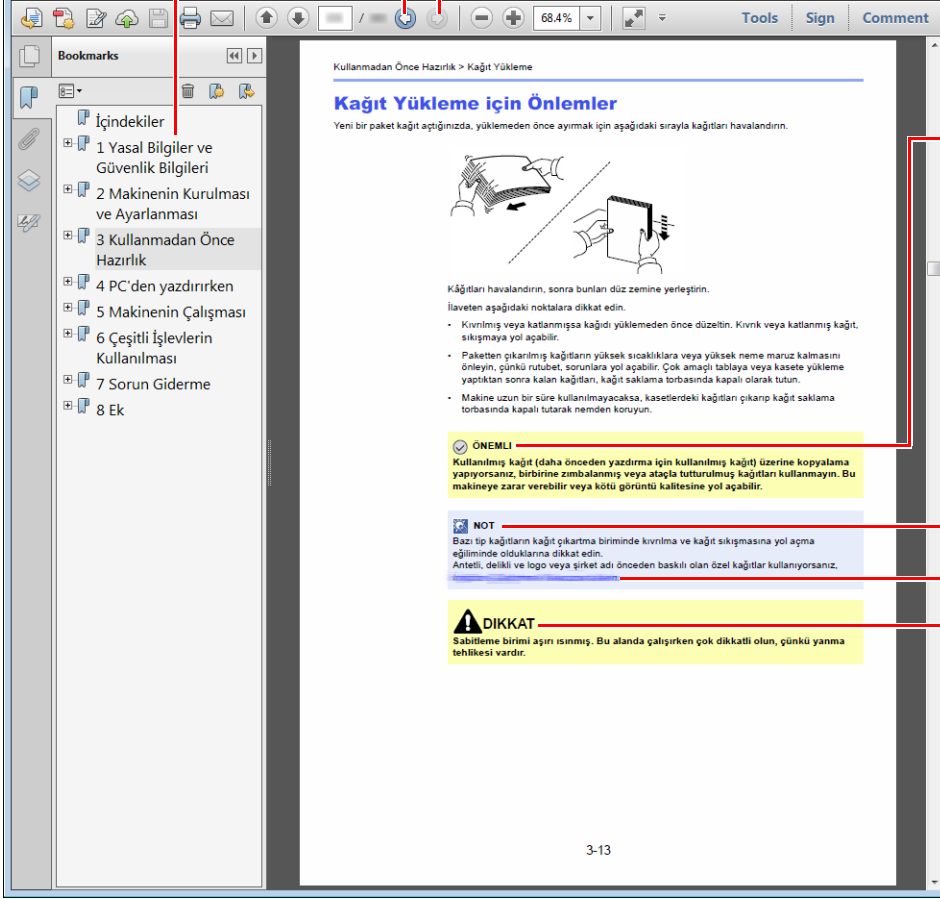 / 68.4% Tools Sign Comment
Bookmarks
İçindekiler
1 Yasal Bilgiler ve
Güvenlik Bilgileri
2 Makinenin Kurulması
ve Ayarlanması
3 Kullanmadan Önce
Hazırlık
4 PC'den yazdırırken
5 Makinenin Çalışması
6 Çeşitli İşlevlerin
Kullanılması
7 Sorun Giderme
8 Ek
Kullanmadan Önce Hazırlık > Kağıt Yükleme
Kağıt Yükleme için Önlemler
Yeni bir paket kağıt açtığınızda, yüklemeden önce ayırmak için aşağıdaki sırayla kağıtları havalandırın.
Kâğıtları havalandırın, sonra bunları düz zemine yerleştirin.
İlaveten aşağıdaki noktalara dikkat edin.
• Kıvrılmış veya katlanmışsa kağıdı yüklemeden önce düzeltin. Kıvrık veya katlanmış kağıt,
sıkışmaya yol açabilir.
• Paketten çıkarılmış kağıtların yüksek sıcaklıklara veya yüksek neme maruz kalmasını
önleyin, çünkü rutubet, sorunlara yol açabilir. Çok amaçlı tablaya veya kasete yükleme
yaptıktan sonra kalan kağıtları, kağıt saklama torbasında kapalı olarak tutun.
• Makine uzun bir süre kullanılmayacaksa, kasetlerdeki kağıtları çıkarıp kağıt saklama
torbasında kapalı tutarak nemden koruyun.
ÖNEMLI
Kullanılmış kağıt (daha önceden yazdırma için kullanılmış kağıt) üzerine kopyalama
yapıyorsanız, birbirine zımbalanmış veya ataçla tutturulmuş kağıtları kullanmayın. Bu
makineye zarar verebilir veya kötü görüntü kalitesine yol açabilir.
NOT
Bazı tip kağıtların kağıt çıkartma biriminde kıvrılma ve kağıt sıkışmasına yol açma
eğiliminde olduklarına dikkat edin.
Antetli, delikli ve logo veya şirket adı önceden baskılı olan özel kağıtlar kullanıyorsanız,
DIKKAT
Sabitleme birimi aşırı ısınmış. Bu alanda çalışırken çok dikkatli olun, çünkü yanma
tehlikesi vardır.
3-13